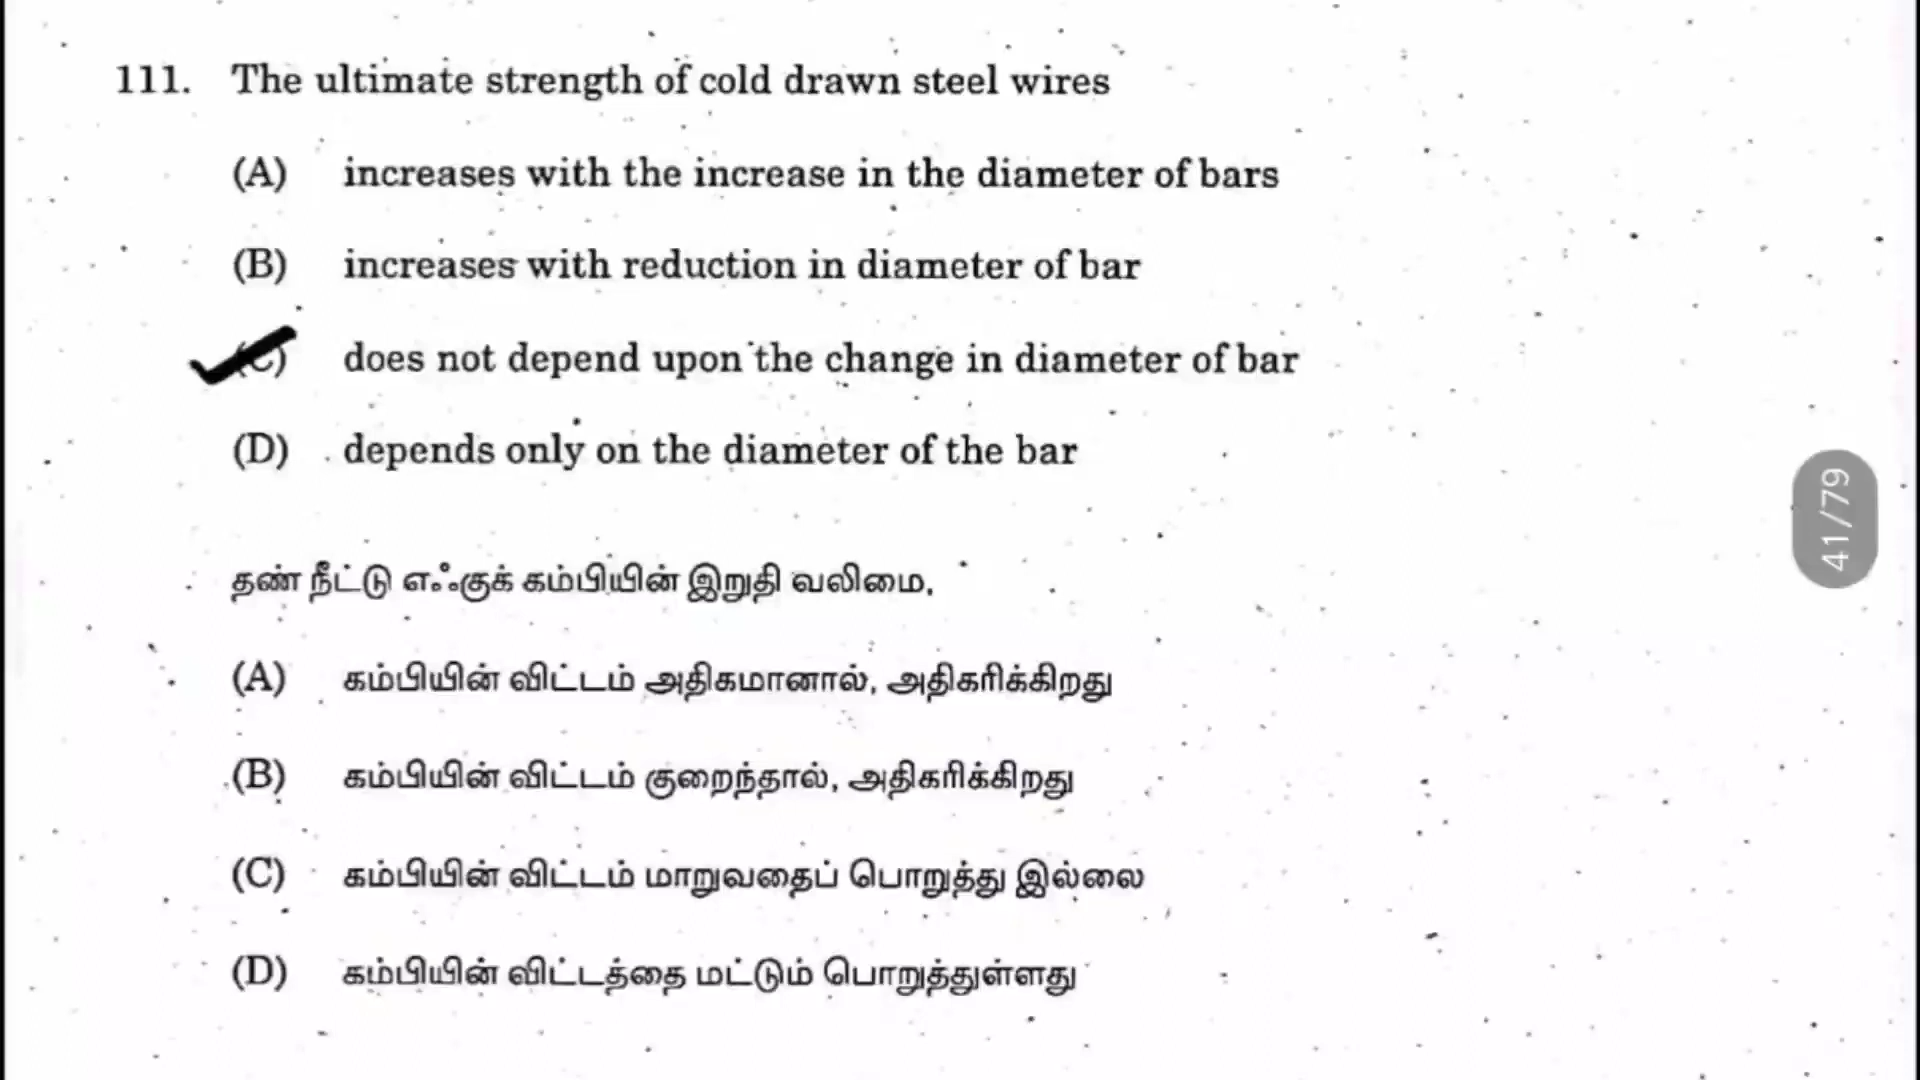 111. The ultimate strength of cold drawn steel wires
(A) increases with the increase in the diameter of bars
(B) increases with reduction in diameter of bar
(C) does not depend upon the change in diameter of bar
(D) depends only on the diameter of the bar
தண் நீட்டு எஃகுக் கம்பியின் இறுதி வலிமை,
(A) கம்பியின் விட்டம் அதிகமானால், அதிகரிக்கிறது
(B) கம்பியின் விட்டம் குறைந்தால், அதிகரிக்கிறது
(C) கம்பியின் விட்டம் மாறுவதைப் பொறுத்து இல்லை
(D) கம்பியின் விட்டத்தை மட்டும் பொறுத்துள்ளது
41/79